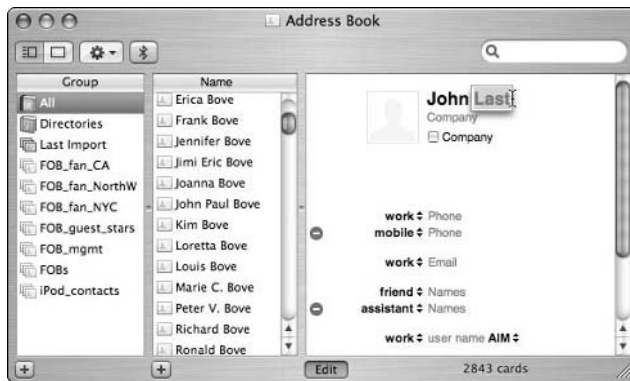 Address Book
Group
All
Directories
Last Import
FOB_fan_CA
FOB_fan_NorthW
FOB_fan_NYC
FOB_guest_stars
FOB_mgmt
FOBs
iPod_contacts
Name
Erica Bove
Frank Bove
Jennifer Bove
Jimi Eric Bove
Joanna Bove
John Paul Bove
Kim Bove
Loretta Bove
Louis Bove
Marie C. Bove
Peter V. Bove
Richard Bove
Ronald Bove
John Last
Company
Company
work Phone
mobile Phone
work Email
friend Names
assistant Names
work user name AIM
Edit
2843 cards